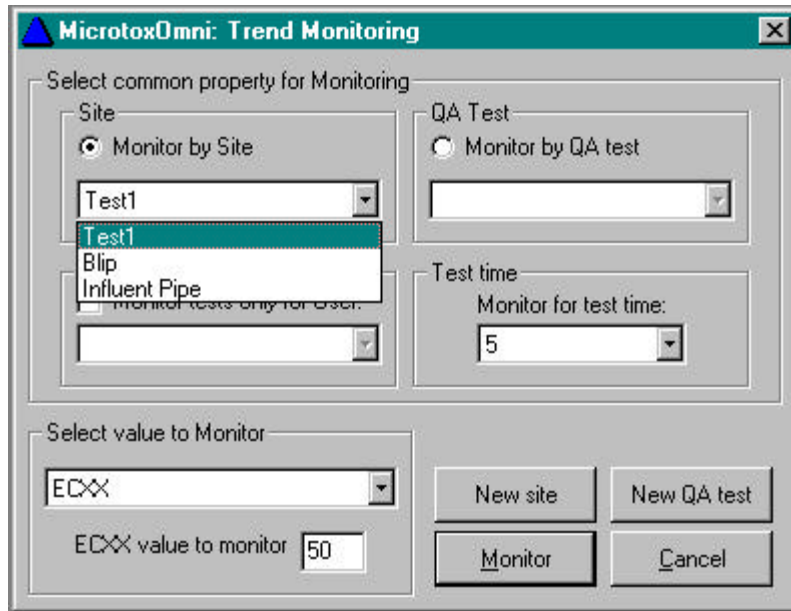 MicrotoxOmni: Trend Monitoring
Select common property for Monitoring
Site
Monitor by Site
Test1
Test1
Blip
Influent Pipe
QA Test
Monitor by QA test
Monitor tests only for User:
Test time
Monitor for test time:
5
Select value to Monitor
ECXX
ECXX value to monitor 50
New site
New QA test
Monitor
Cancel